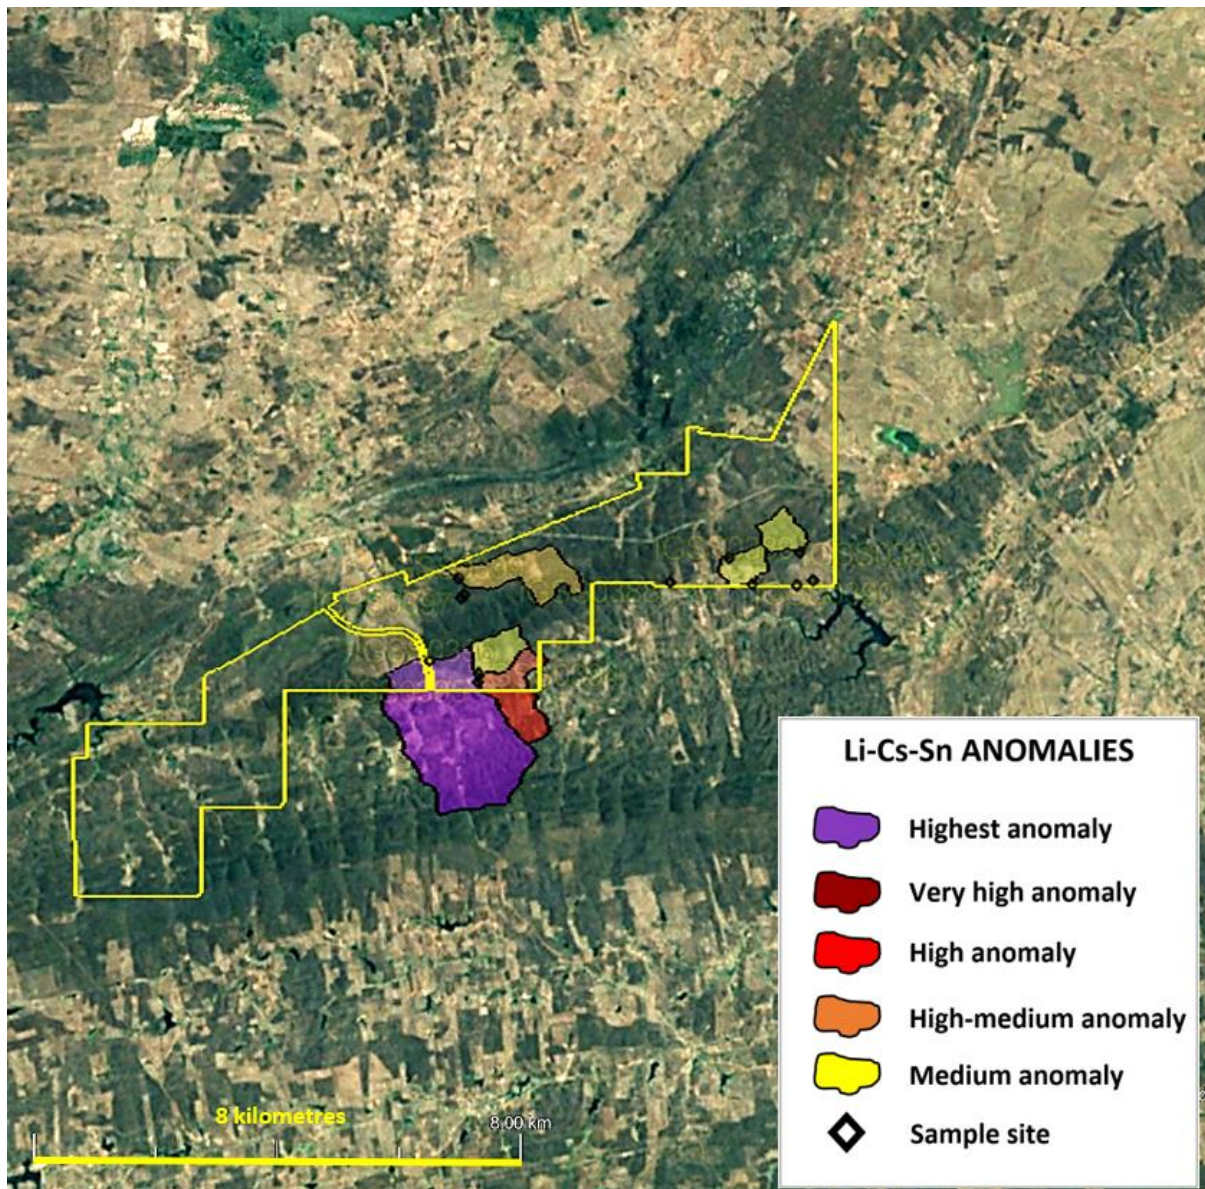 Li-Cs-Sn ANOMALIES
Highest anomaly
Very high anomaly
High anomaly
High-medium anomaly
Medium anomaly
Sample site
8 kilometres
8.00 km